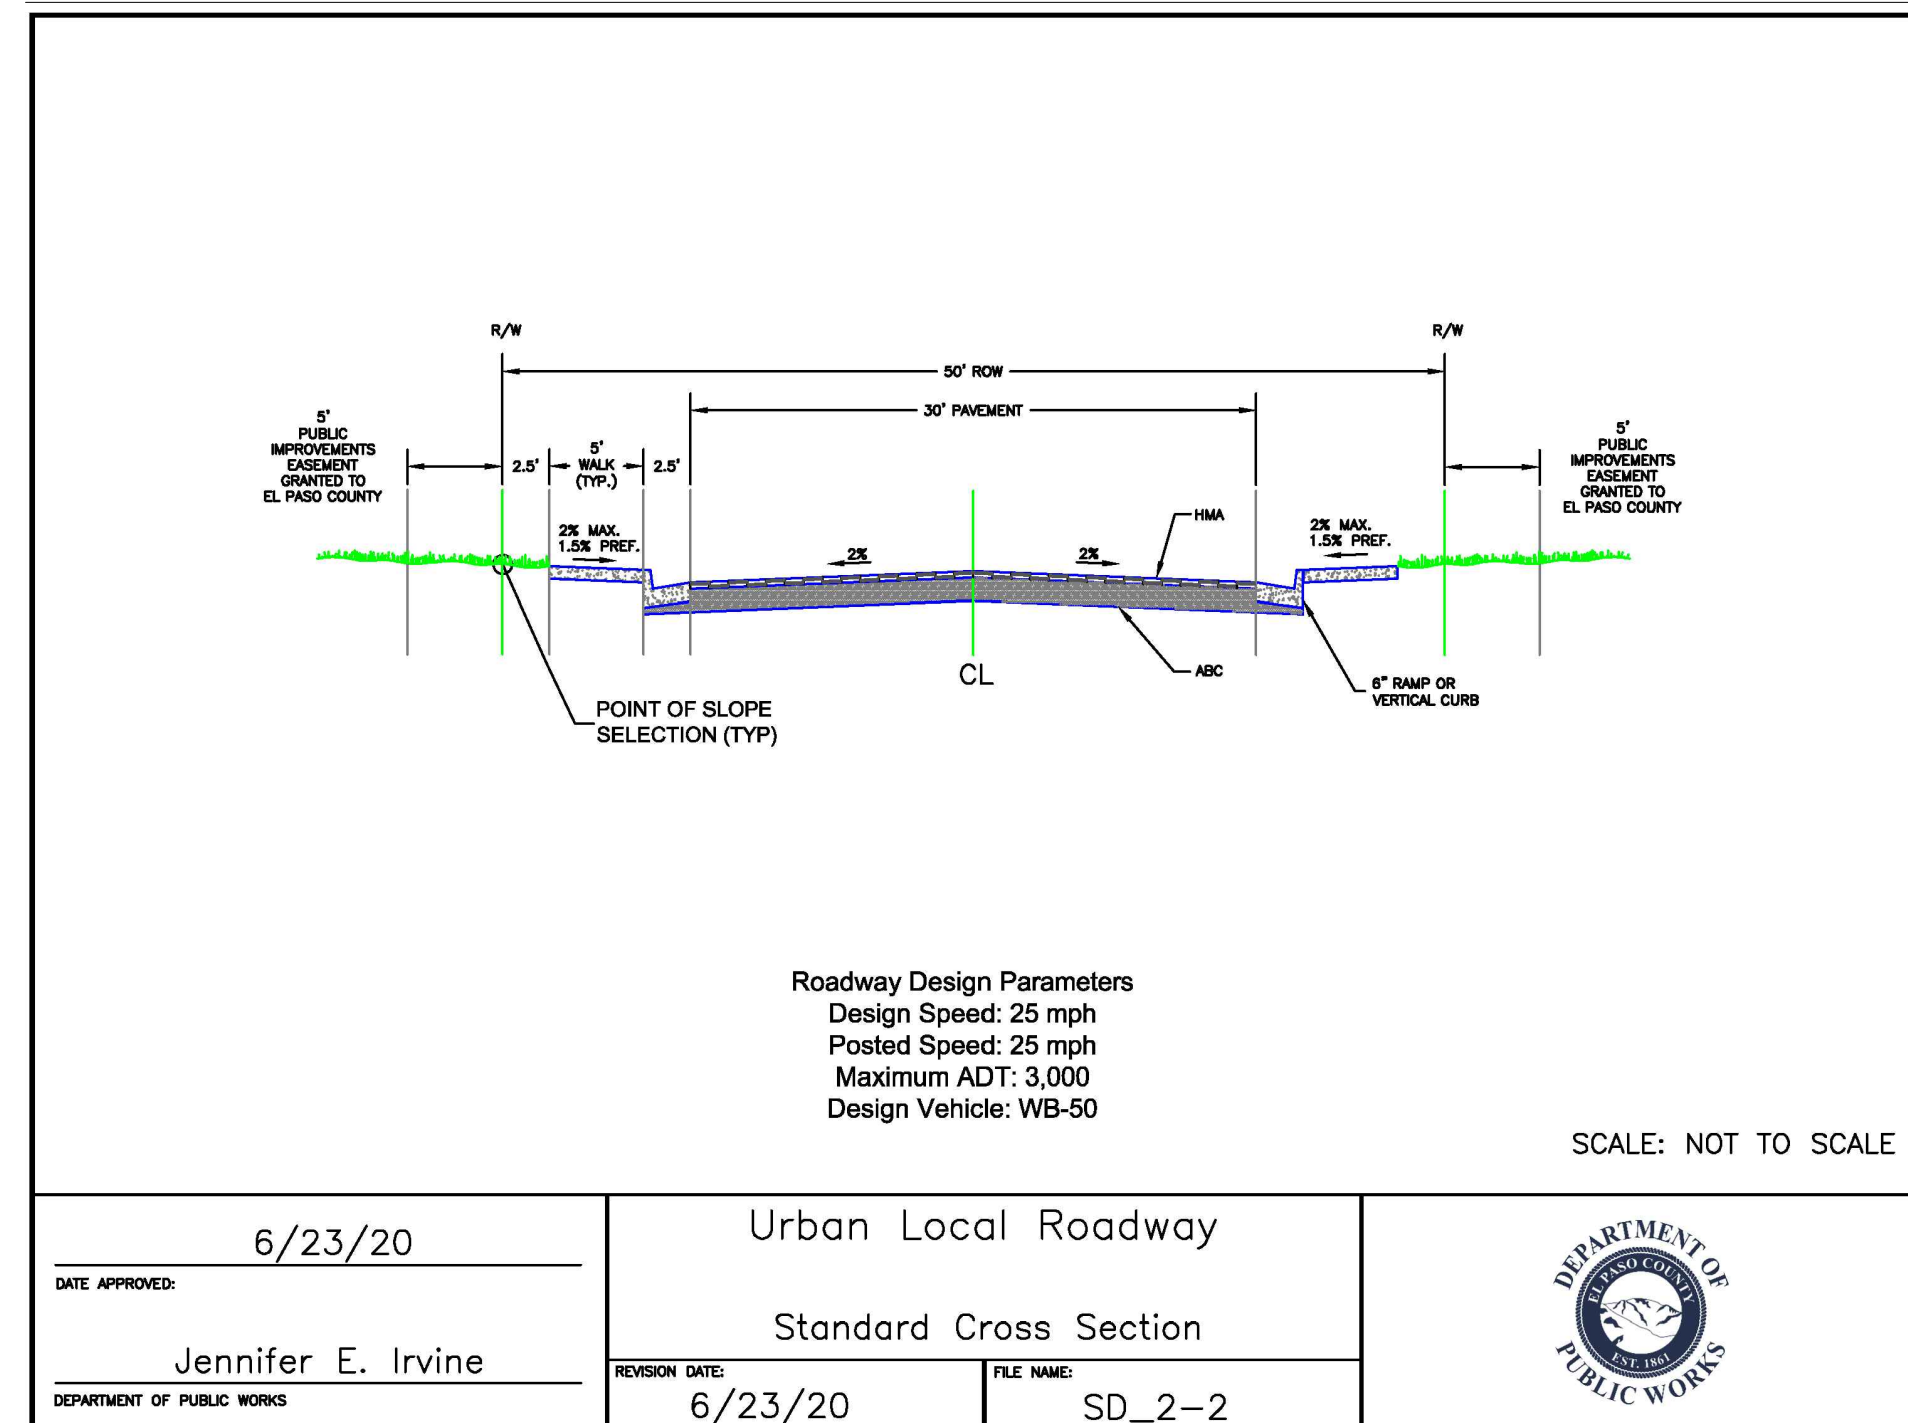 R/W
R/W
50' ROW
30' PAVEMENT
5'
PUBLIC
IMPROVEMENTS
EASEMENT
GRANTED TO
EL PASO COUNTY
2.5'
5'
WALK
(TYP.)
2.5'
5'
PUBLIC
IMPROVEMENTS
EASEMENT
GRANTED TO
EL PASO COUNTY
2% MAX.
1.5% PREF.
2%
2%
HMA
2% MAX.
1.5% PREF.
CL
ABC
6" RAMP OR
VERTICAL CURB
POINT OF SLOPE
SELECTION (TYP)
Roadway Design Parameters
Design Speed: 25 mph
Posted Speed: 25 mph
Maximum ADT: 3,000
Design Vehicle: WB-50
SCALE: NOT TO SCALE
6/23/20
DATE APPROVED:
Jennifer E. Irvine
DEPARTMENT OF PUBLIC WORKS
Urban Local Roadway
Standard Cross Section
REVISION DATE:
6/23/20
FILE NAME:
SD_2-2
DEPARTMENT OF
EL PASO COUNTY
EST. 1861
PUBLIC WORKS